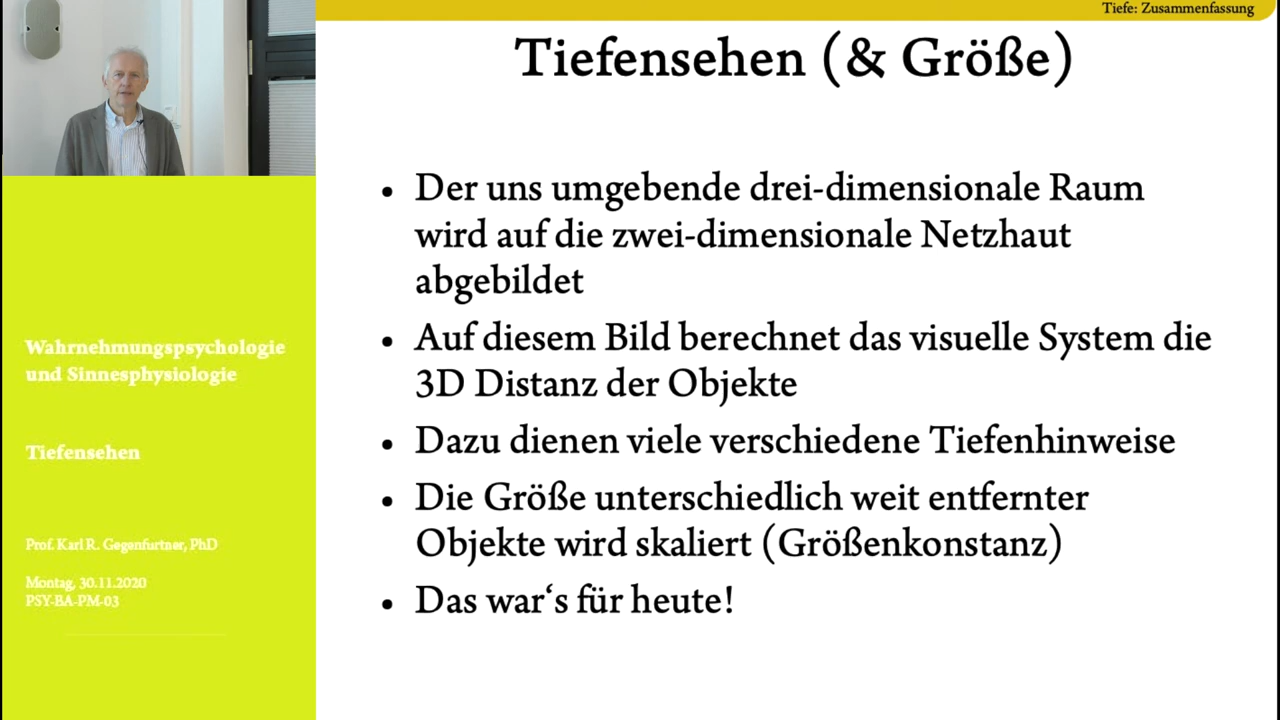 Tiefe: Zusammenfassung
Tiefensehen (& Größe)
• Der uns umgebende drei-dimensionale Raum
wird auf die zwei-dimensionale Netzhaut
abgebildet
• Auf diesem Bild berechnet das visuelle System die
3D Distanz der Objekte
• Dazu dienen viele verschiedene Tiefenhinweise
• Die Größe unterschiedlich weit entfernter
Objekte wird skaliert (Größenkonstanz)
• Das war‘s für heute!
Wahrnehmungspsychologie
und Sinnesphysiologie
Tiefensehen
Prof. Karl R. Gegenfurtner, PhD
Montag, 30.11.2020
PSY-BA-PM-03